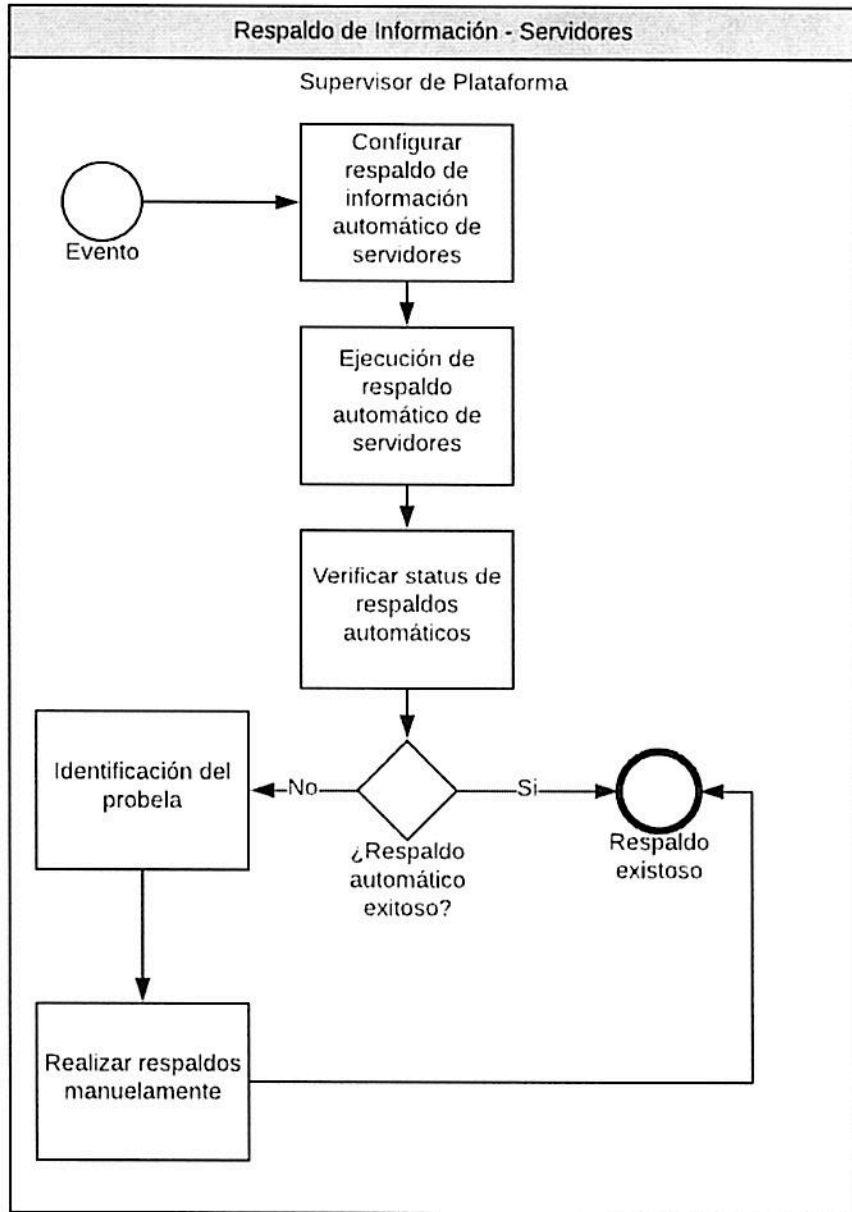 Respaldo de Información - Servidores
Supervisor de Plataforma
Configurar
respaldo de
información
automático de
servidores
Evento
Ejecución de
respaldo
automático de
servidores
Verificar status de
respaldos
automáticos
Identificación del
probela
No
Si
¿Respaldo
automático
exitoso?
Respaldo
existoso
Realizar respaldos
manuelamente